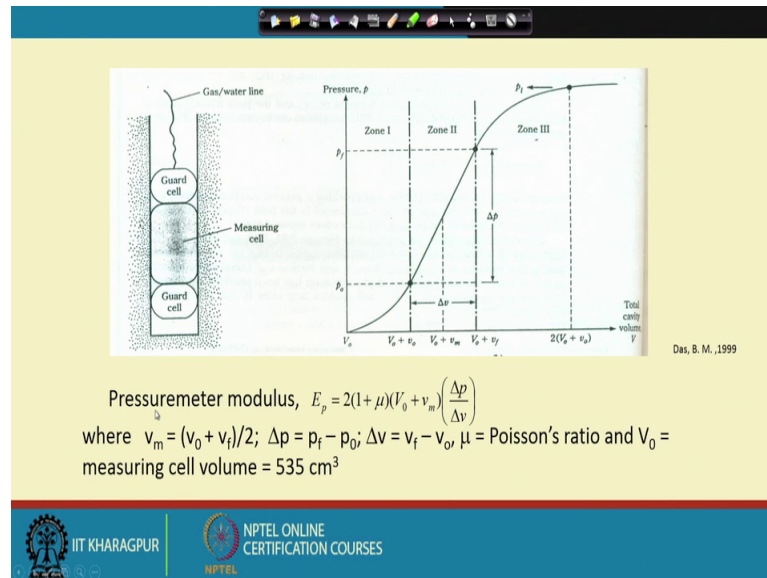 Gas/water line
Guard
cell
Measuring
cell
Guard
cell
Pressure, p
Zone I
Zone II
Zone III
p_l
p_f
Δp
p_o
Δv
V_o
V_o + v_o
V_o + v_m
V_o + v_f
2(V_o + v_o)
Total
cavity
volume
V
Das, B. M. ,1999
Pressuremeter modulus, E_p = 2(1+ μ)(V_0 + v_m)(Δp/Δv)
where v_m = (v_0 + v_f)/2; Δp = p_f – p_0; Δv = v_f – v_o, μ = Poisson's ratio and V_0 =
measuring cell volume = 535 cm³
IIT KHARAGPUR
NPTEL ONLINE
CERTIFICATION COURSES
NPTEL